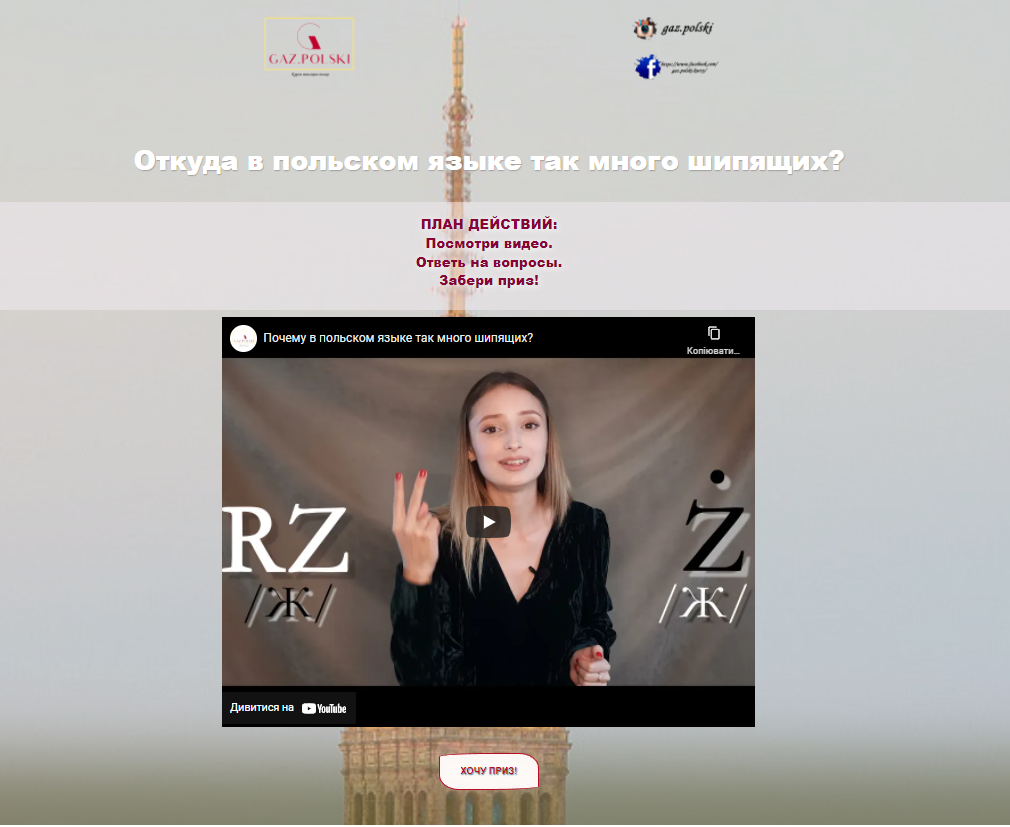 GAZ.POLSKI
gaz.polski
https://www.facebook.com/
gaz.polski.kursy/
Откуда в польском языке так много шипящих?
ПЛАН ДЕЙСТВИЙ:
Посмотри видео.
Ответь на вопросы.
Забери приз!
Почему в польском языке так много шипящих?
Копіювати...
RZ
/Ж/
Ż
/Ж/
Дивитися на YouTube
ХОЧУ ПРИЗ!